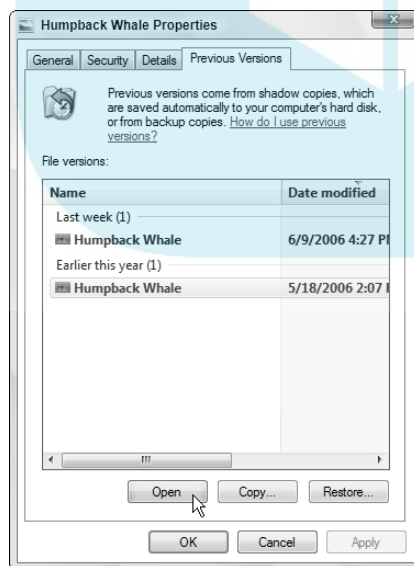 Humpback Whale Properties
General Security Details Previous Versions
Previous versions come from shadow copies, which
are saved automatically to your computer's hard disk,
or from backup copies. How do I use previous
versions?
File versions:
Name Date modified
Last week (1)
Humpback Whale 6/9/2006 4:27 PM
Earlier this year (1)
Humpback Whale 5/18/2006 2:07
Open Copy... Restore...
OK Cancel Apply